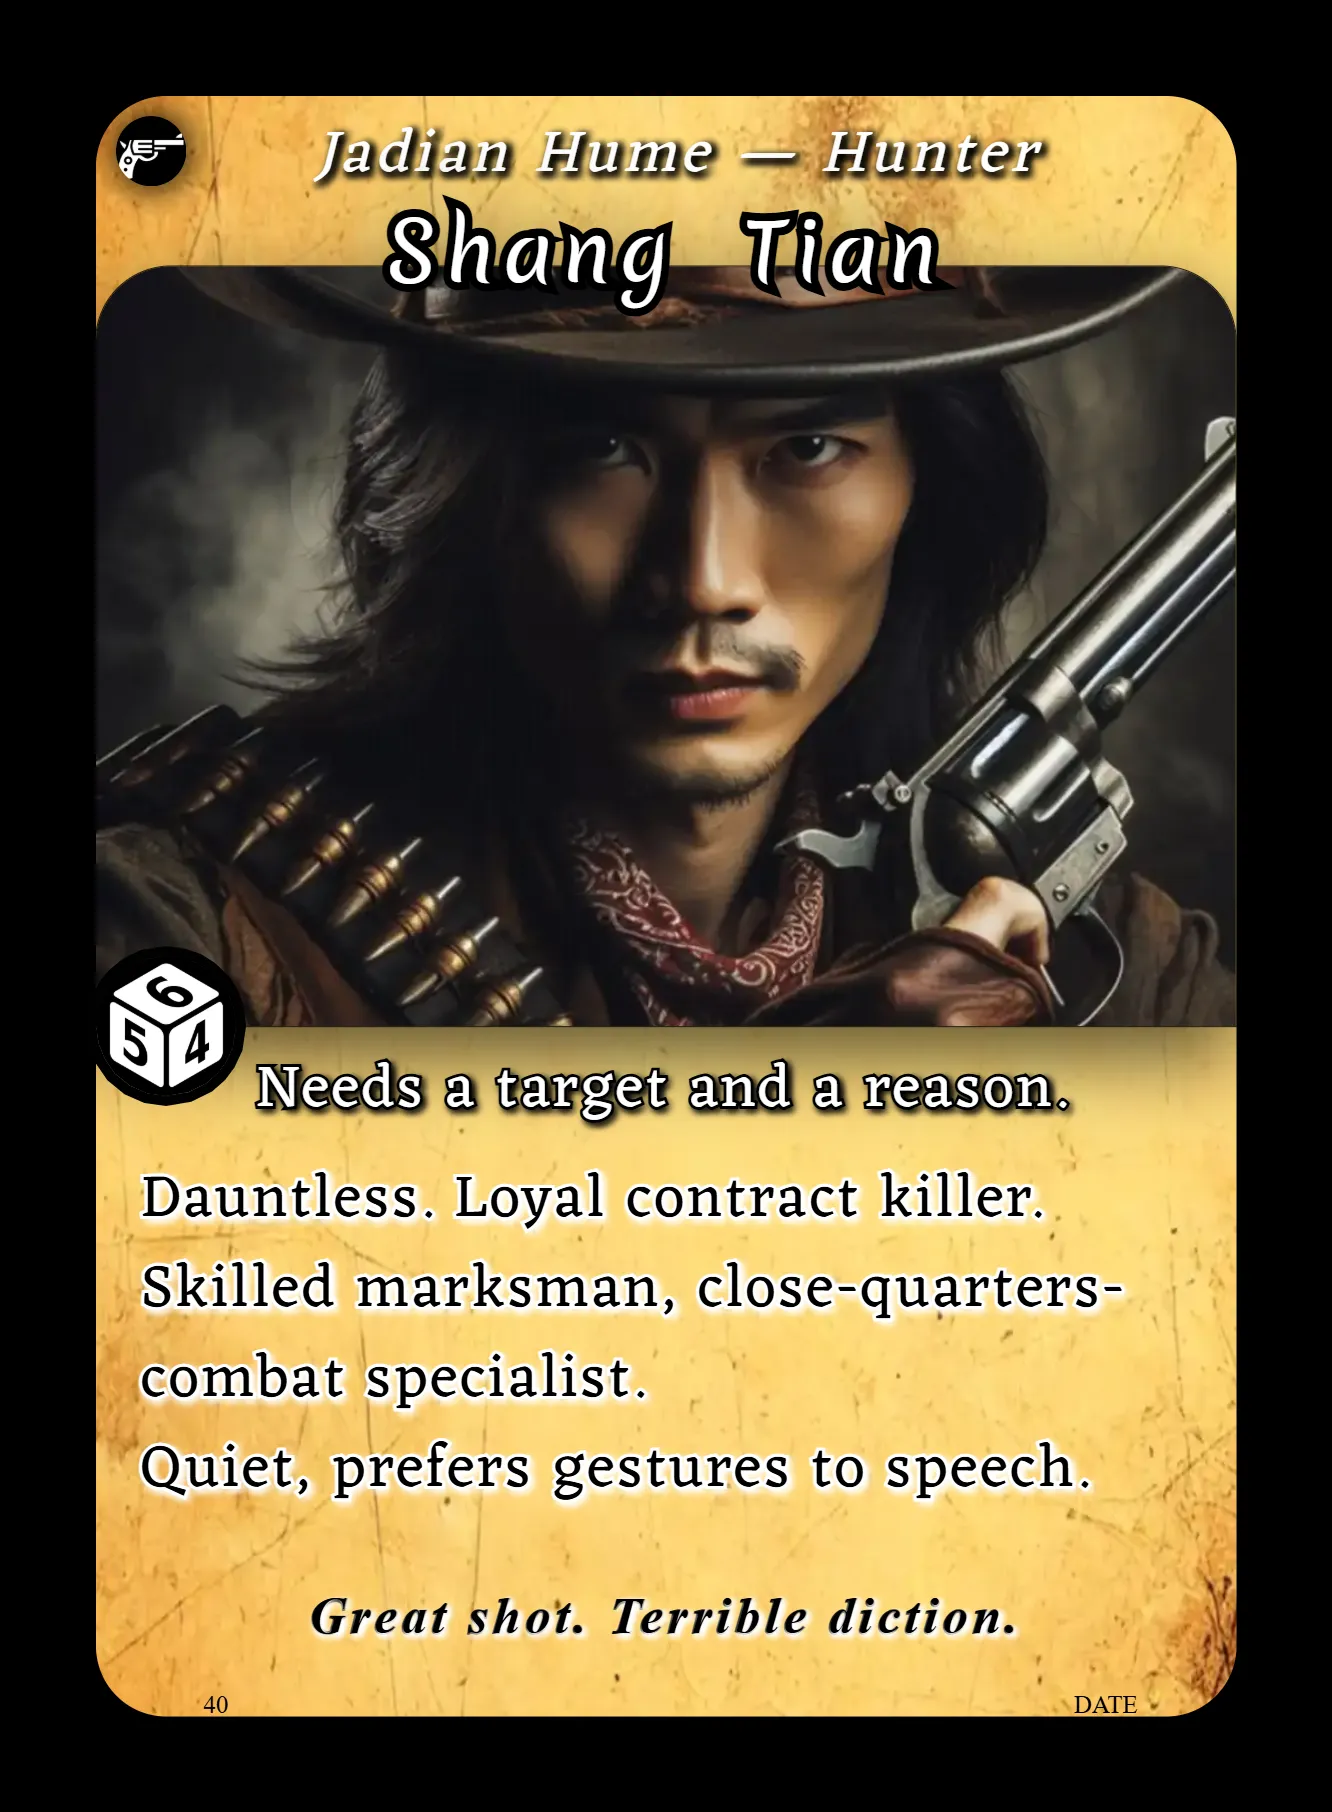 Jadian Hume — Hunter
Shang Tian
6
5 4
Needs a target and a reason.
Dauntless. Loyal contract killer.
Skilled marksman, close-quarters-
combat specialist.
Quiet, prefers gestures to speech.
Great shot. Terrible diction.
40 DATE